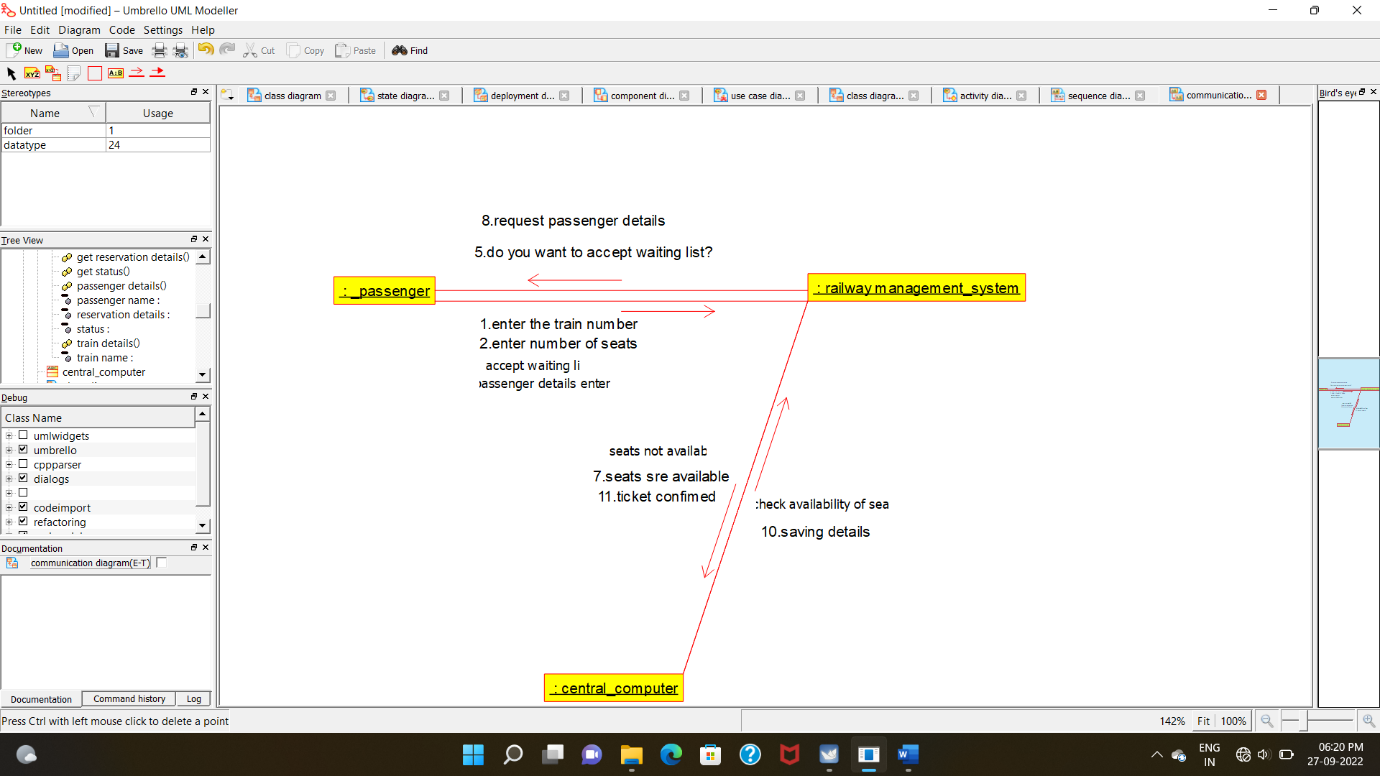 Untitled [modified] – Umbrello UML Modeller
File Edit Diagram Code Settings Help
New Open Save Cut Copy Paste Find
XYZ A:B
Stereotypes
Name Usage
folder 1
datatype 24
Tree View
get reservation details()
get status()
passenger details()
passenger name :
reservation details :
status :
train details()
train name :
central_computer
Debug
Class Name
umlwidgets
umbrello
cppparser
dialogs
codeimport
refactoring
Documentation
communication diagram(E-T)
Documentation Command history Log
class diagram state diagra... deployment d... component di... use case dia... class diagra... activity dia... sequence dia... communicatio...
Bird's eye
8.request passenger details
5.do you want to accept waiting list?
: _passenger
: railway management_system
1.enter the train number
2.enter number of seats
accept waiting li
passenger details enter
seats not availab
7.seats sre available
11.ticket confimed
check availability of sea
10.saving details
: central_computer
Press Ctrl with left mouse click to delete a point
142% Fit 100%
ENG
IN
06:20 PM
27-09-2022